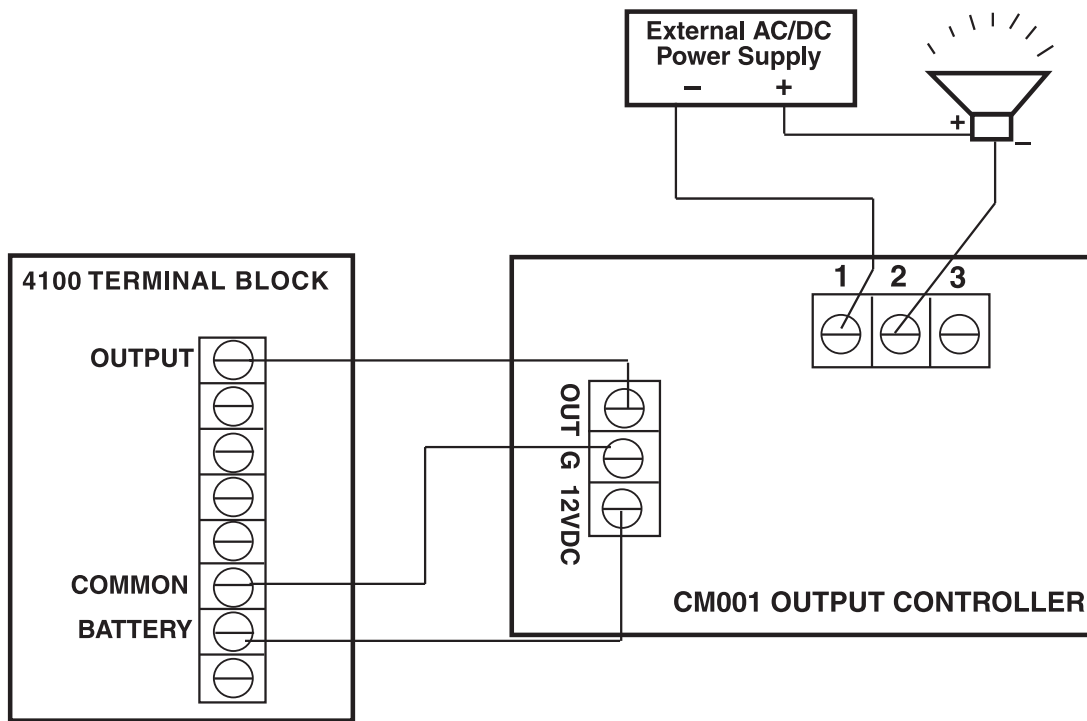 External AC/DC
Power Supply
– +
+
–
4100 TERMINAL BLOCK
1 2 3
OUTPUT
OUT
G
12VDC
COMMON
BATTERY
CM001 OUTPUT CONTROLLER